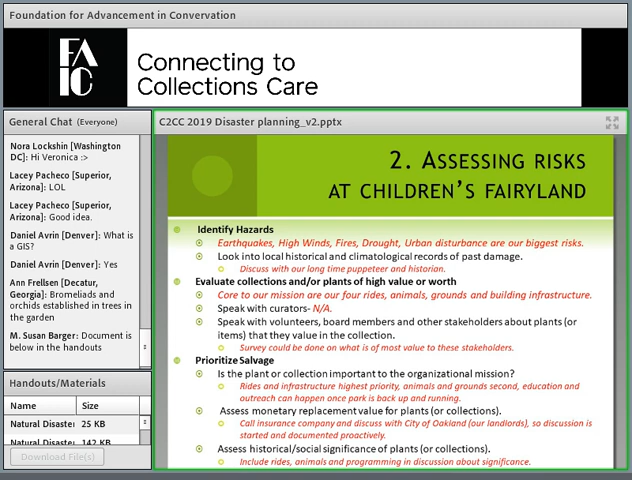 Foundation for Advancement in Convervation
FA
IC
Connecting to
Collections Care
General Chat (Everyone)
Nora Lockshin [Washington
DC]: Hi Veronica :>
Lacey Pacheco [Superior,
Arizona]: LOL
Lacey Pacheco [Superior,
Arizona]: Good idea.
Daniel Avrin [Denver]: What is
a GIS?
Daniel Avrin [Denver]: Yes
Ann Frellsen [Decatur,
Georgia]: Bromeliads and
orchids established in trees in
the garden
M. Susan Barger: Document is
below in the handouts
Handouts/Materials
Name Size
Natural Disaster 25 KB
Natural Disaster 142 KB
Download File(s)
C2CC 2019 Disaster planning_v2.pptx
2. ASSESSING RISKS
AT CHILDREN'S FAIRYLAND
Identify Hazards
Earthquakes, High Winds, Fires, Drought, Urban disturbance are our biggest risks.
Look into local historical and climatological records of past damage.
Discuss with our long time puppeteer and historian.
Evaluate collections and/or plants of high value or worth
Core to our mission are our four rides, animals, grounds and building infrastructure.
Speak with curators- N/A.
Speak with volunteers, board members and other stakeholders about plants (or
items) that they value in the collection.
Survey could be done on what is of most value to these stakeholders.
Prioritize Salvage
Is the plant or collection important to the organizational mission?
Rides and infrastructure highest priority, animals and grounds second, education and
outreach can happen once park is back up and running.
Assess monetary replacement value for plants (or collections).
Call insurance company and discuss with City of Oakland (our landlords), so discussion is
started and documented proactively.
Assess historical/social significance of plants (or collections).
Include rides, animals and programming in discussion about significance.